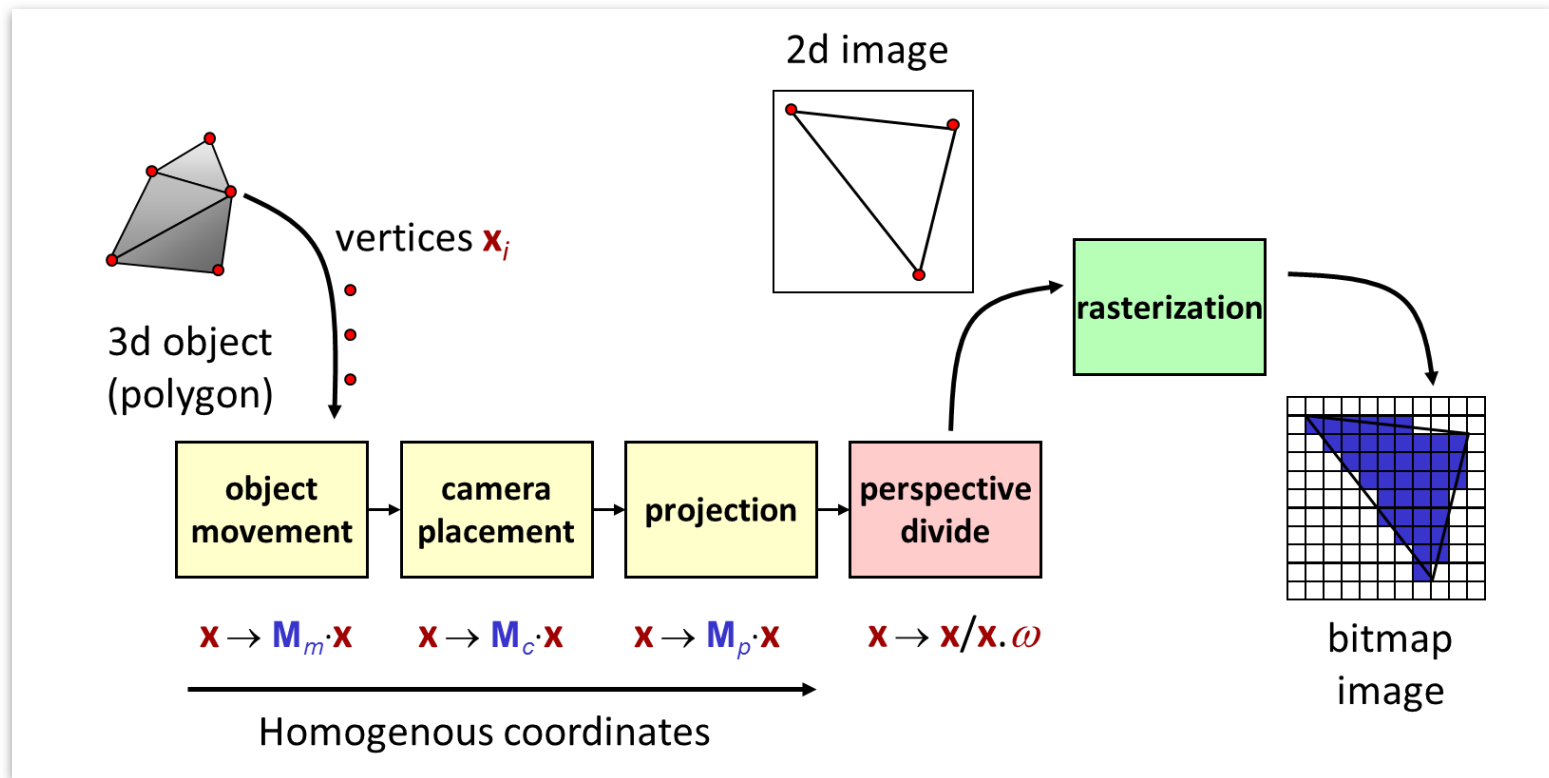 2d image
vertices xᵢ
3d object
(polygon)
rasterization
object
movement
camera
placement
projection
perspective
divide
x → Mₘ·x
x → M_c·x
x → Mₚ·x
x → x/x.ω
bitmap
image
Homogenous coordinates